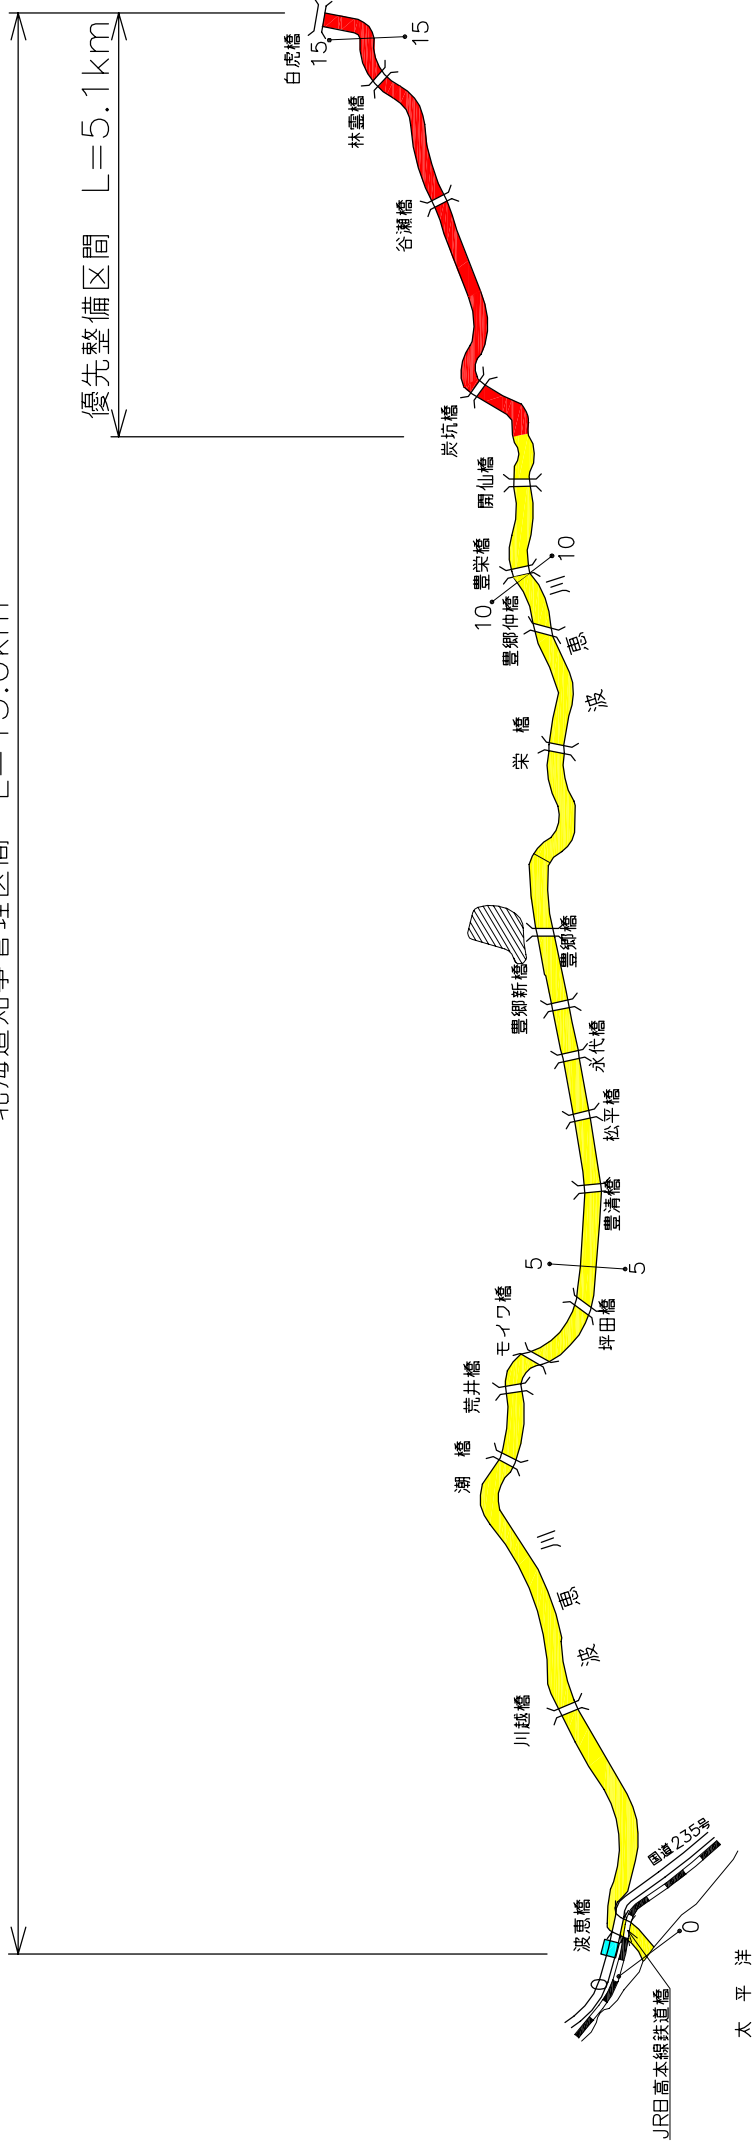 優先整備区間 L=5.1km
白虎橋
15
15
林霊橋
谷瀬橋
炭坑橋
開仙橋
豊栄橋
10
10
豊郷仲橋
波恵川
栄橋
豊郷橋
豊郷新橋
永代橋
松平橋
豊清橋
5
5
モイワ橋
坪田橋
荒井橋
潮橋
波恵川
川越橋
国道235号
波恵橋
0
0
JR日高本線鉄道橋
太平洋